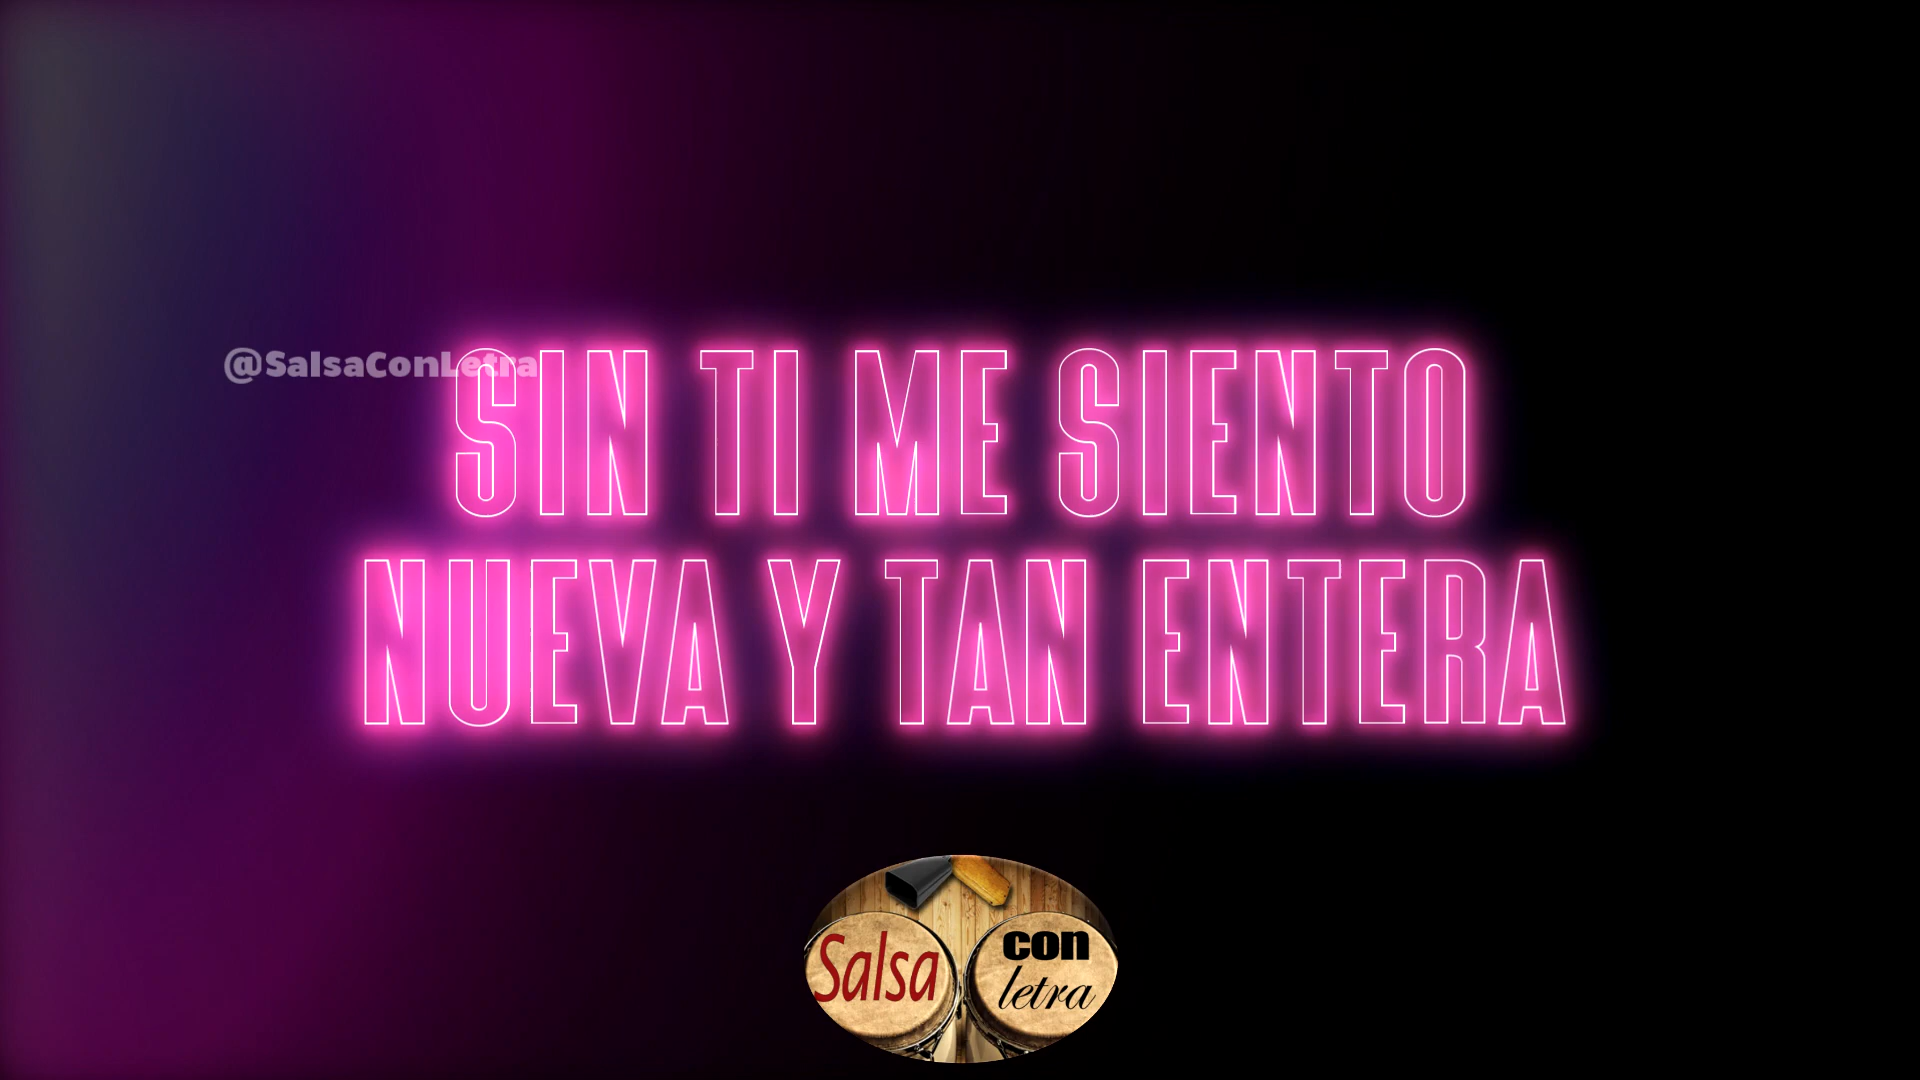 @SalsaConLetra
SIN TI ME SIENTO
NUEVA Y TAN ENTERA
Salsa con
letra